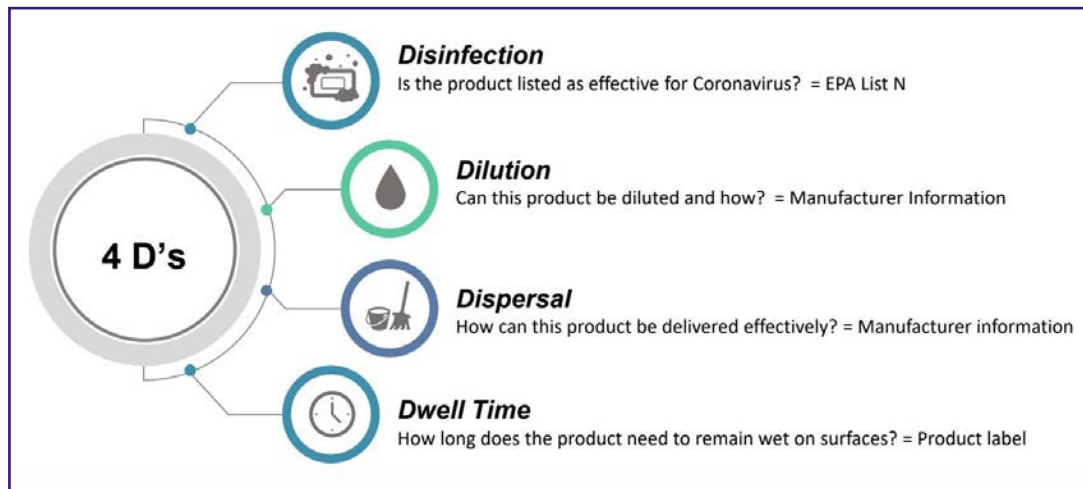 4 D’s
Disinfection
Is the product listed as effective for Coronavirus? = EPA List N
Dilution
Can this product be diluted and how? = Manufacturer Information
Dispersal
How can this product be delivered effectively? = Manufacturer information
Dwell Time
How long does the product need to remain wet on surfaces? = Product label